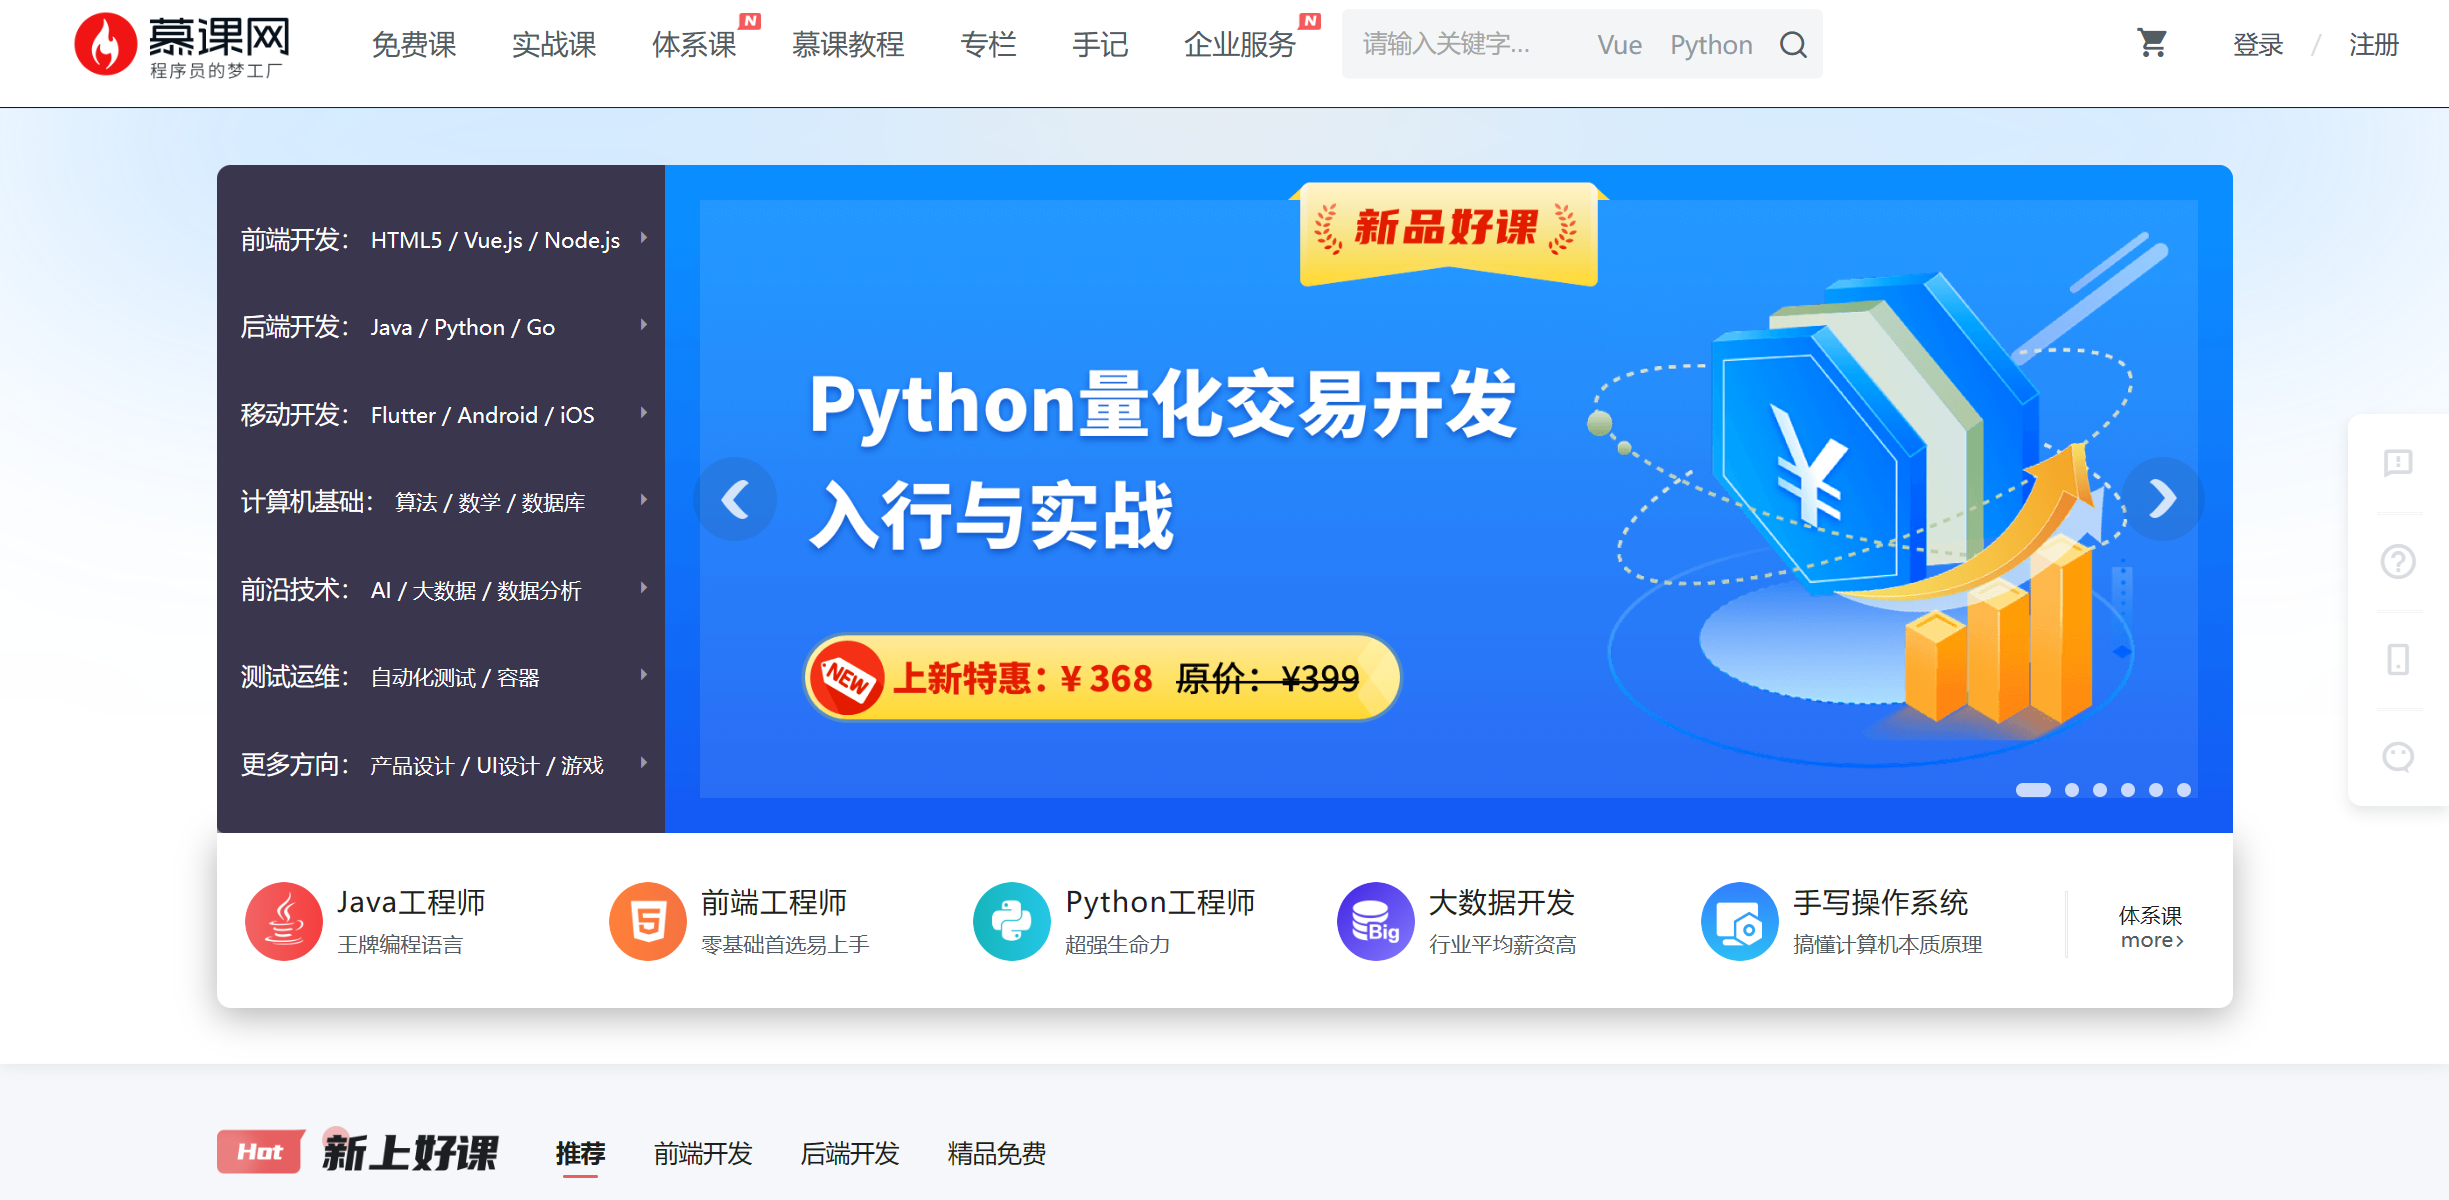 慕课网
程序员的梦工厂
免费课 实战课 体系课 N 慕课教程 专栏 手记 企业服务 N 请输入关键字... Vue Python 登录 / 注册
前端开发： HTML5 / Vue.js / Node.js
后端开发： Java / Python / Go
移动开发： Flutter / Android / iOS
计算机基础： 算法 / 数学 / 数据库
前沿技术： AI / 大数据 / 数据分析
测试运维： 自动化测试 / 容器
更多方向： 产品设计 / UI设计 / 游戏
新品好课
Python量化交易开发
入行与实战
NEW 上新特惠：¥ 368 原价：¥399
¥
Java工程师
王牌编程语言
前端工程师
零基础首选易上手
Python工程师
超强生命力
Big
大数据开发
行业平均薪资高
手写操作系统
搞懂计算机本质原理
体系课
more›
Hot 新上好课 推荐 前端开发 后端开发 精品免费